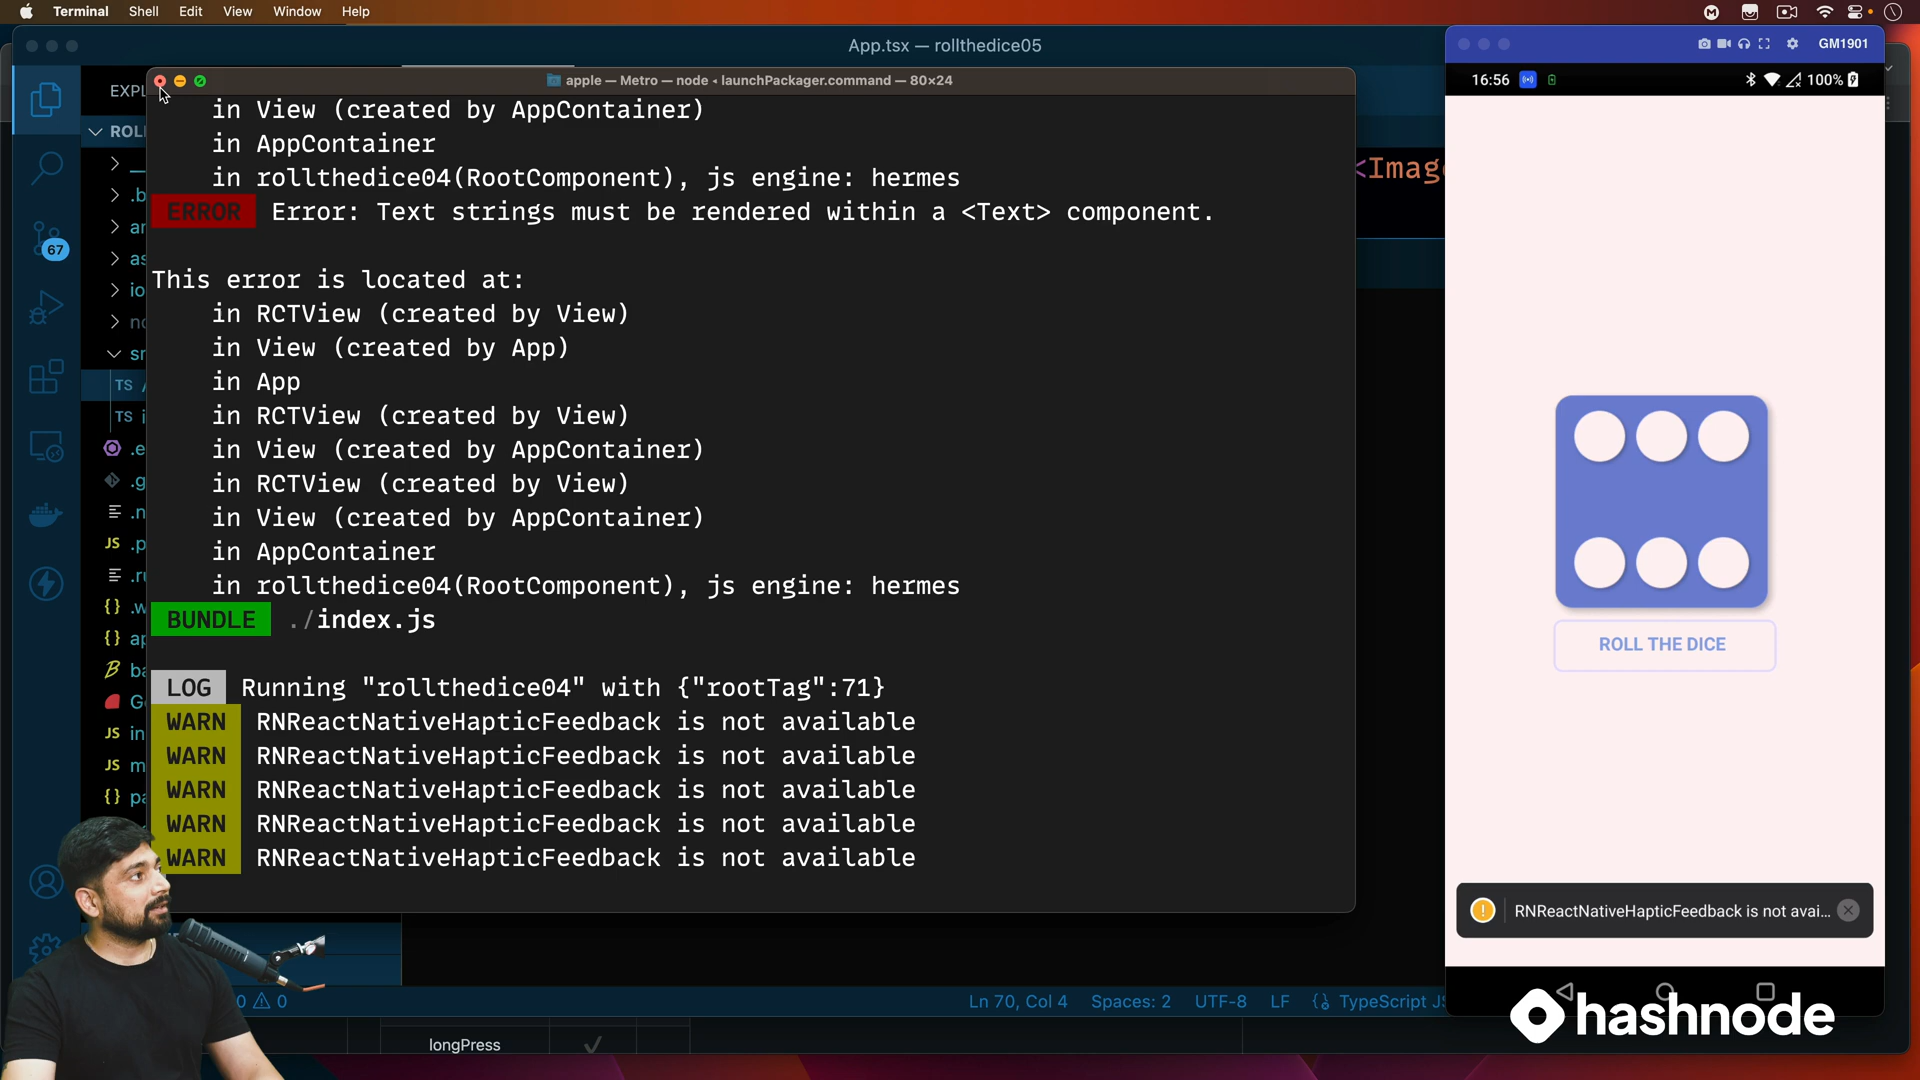 Terminal Shell Edit View Window Help
App.tsx — rollthedice05
GM1901
apple — Metro — node ◂ launchPackager.command — 80×24
16:56
100%
EXPL
ROLL
in View (created by AppContainer)
in AppContainer
in rollthedice04(RootComponent), js engine: hermes
<Imag
ERROR Error: Text strings must be rendered within a <Text> component.
67
This error is located at:
in RCTView (created by View)
in View (created by App)
in App
in RCTView (created by View)
in View (created by AppContainer)
in RCTView (created by View)
in View (created by AppContainer)
in AppContainer
in rollthedice04(RootComponent), js engine: hermes
BUNDLE ./index.js
LOG Running "rollthedice04" with {"rootTag":71}
WARN RNReactNativeHapticFeedback is not available
WARN RNReactNativeHapticFeedback is not available
WARN RNReactNativeHapticFeedback is not available
WARN RNReactNativeHapticFeedback is not available
WARN RNReactNativeHapticFeedback is not available
ROLL THE DICE
RNReactNativeHapticFeedback is not avai...
0 0
Ln 70, Col 4 Spaces: 2 UTF-8 LF TypeScript JS
longPress
hashnode